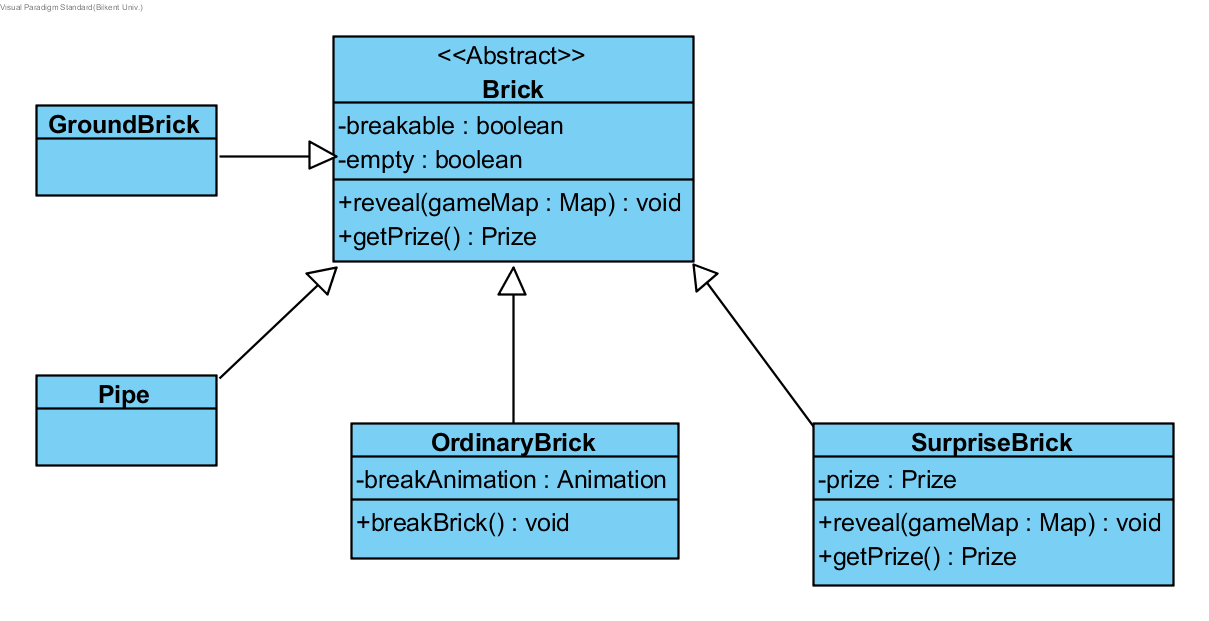 Visual Paradigm Standard(Bilkent Univ.)
<<Abstract>>
Brick
-breakable : boolean
-empty : boolean
+reveal(gameMap : Map) : void
+getPrize() : Prize
GroundBrick
Pipe
OrdinaryBrick
-breakAnimation : Animation
+breakBrick() : void
SurpriseBrick
-prize : Prize
+reveal(gameMap : Map) : void
+getPrize() : Prize